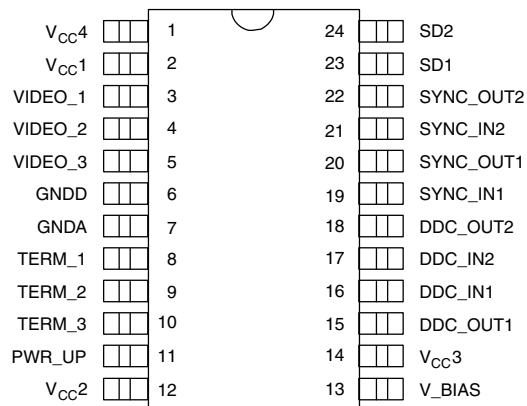 VCC4 1 24 SD2
VCC1 2 23 SD1
VIDEO_1 3 22 SYNC_OUT2
VIDEO_2 4 21 SYNC_IN2
VIDEO_3 5 20 SYNC_OUT1
GNDD 6 19 SYNC_IN1
GNDA 7 18 DDC_OUT2
TERM_1 8 17 DDC_IN2
TERM_2 9 16 DDC_IN1
TERM_3 10 15 DDC_OUT1
PWR_UP 11 14 VCC3
VCC2 12 13 V_BIAS